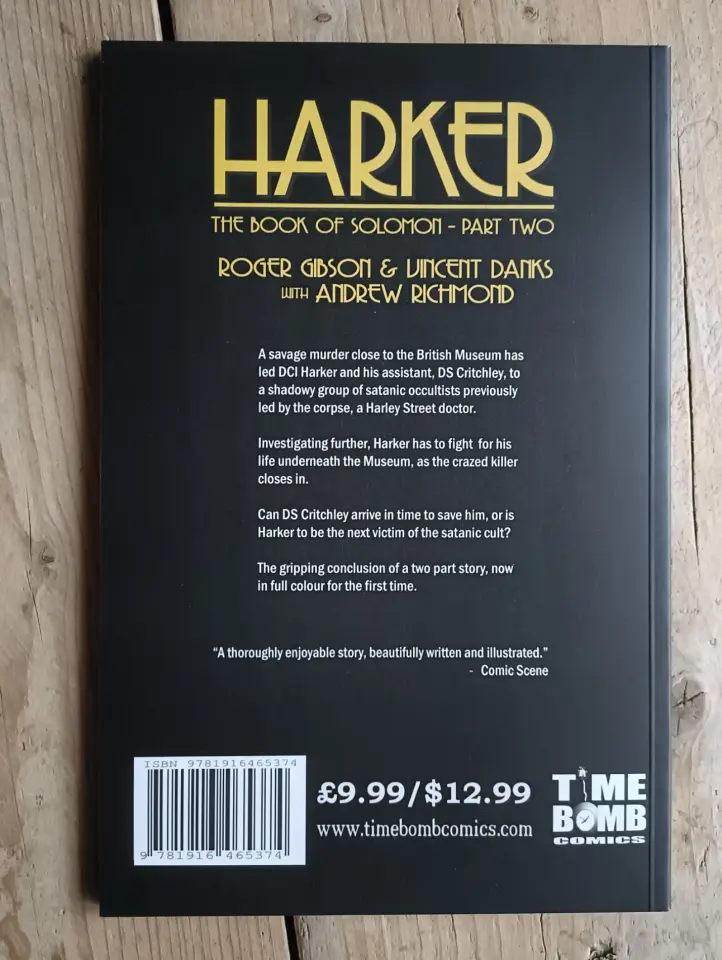 HARKER
THE BOOK OF SOLOMON - PART TWO
ROGER GIBSON & VINCENT DANKS
WITH ANDREW RICHMOND
A savage murder close to the British Museum has
led DCI Harker and his assistant, DS Critchley, to
a shadowy group of satanic occultists previously
led by the corpse, a Harley Street doctor.
Investigating further, Harker has to fight for his
life underneath the Museum, as the crazed killer
closes in.
Can DS Critchley arrive in time to save him, or is
Harker to be the next victim of the satanic cult?
The gripping conclusion of a two part story, now
in full colour for the first time.
“A thoroughly enjoyable story, beautifully written and illustrated.”
- Comic Scene
ISBN 9781916465374
9 781916 465374
£9.99/$12.99
www.timebombcomics.com
TIME
BOMB
COMICS